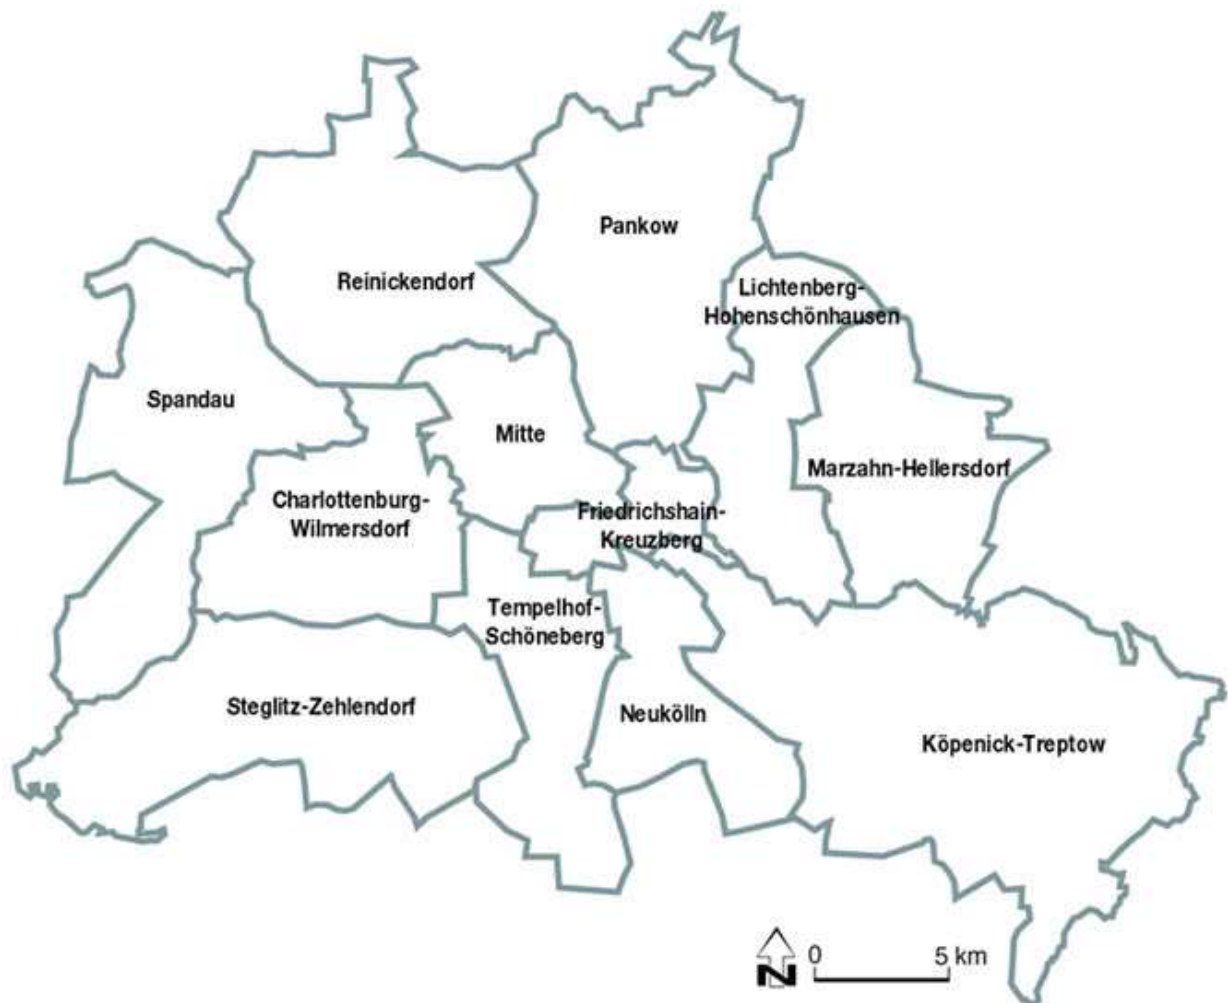 Pankow
Reinickendorf
Lichtenberg-
Hohenschönhausen
Spandau
Mitte
Marzahn-Hellersdorf
Charlottenburg-
Wilmersdorf
Friedrichshain-
Kreuzberg
Tempelhof-
Schöneberg
Steglitz-Zehlendorf
Neukölln
Köpenick-Treptow
N
0 5 km